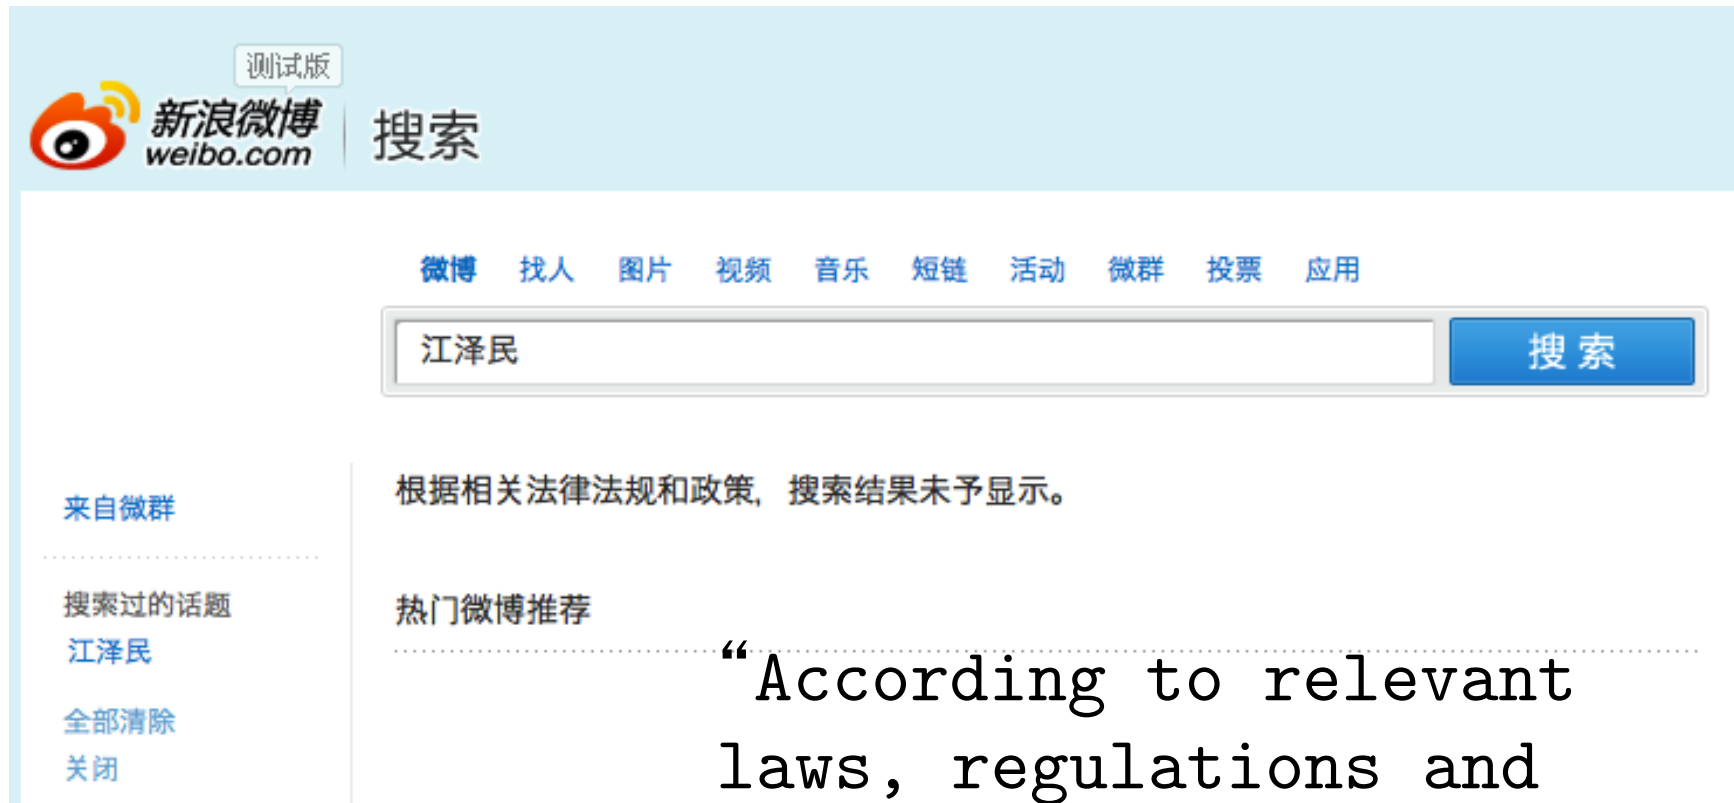 测试版
新浪微博
weibo.com
搜索
微博 找人 图片 视频 音乐 短链 活动 微群 投票 应用
江泽民
搜索
来自微群
根据相关法律法规和政策，搜索结果未予显示。
搜索过的话题
江泽民
全部清除
关闭
热门微博推荐
“According to relevant
laws, regulations and